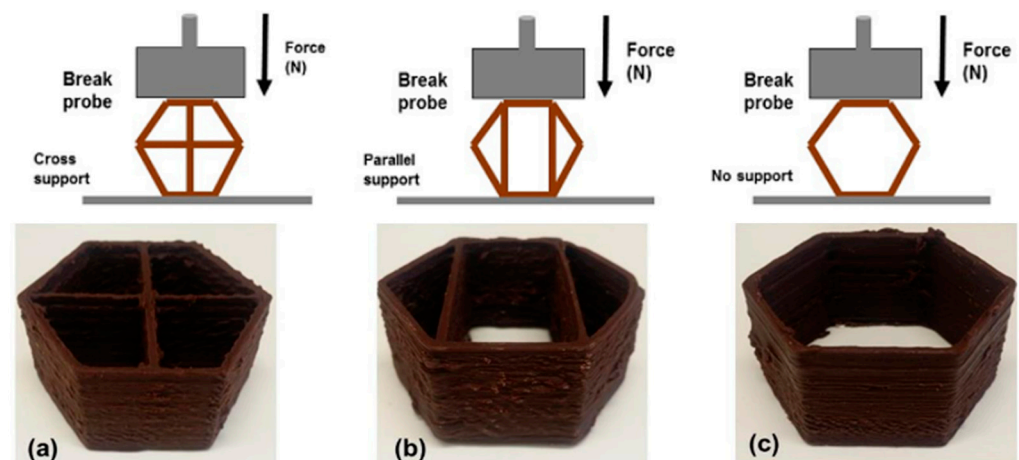 Force
(N)
Break
probe
Cross
support
Force
(N)
Break
probe
Parallel
support
Force
(N)
Break
probe
No support
(a)
(b)
(c)